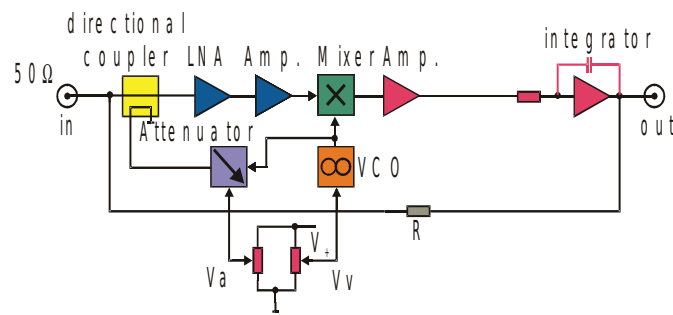 directional
coupler LNA Amp. Mixer Amp.
integrator
50Ω
in
out
Attenuator
VCO
R
V+
Va
Vv